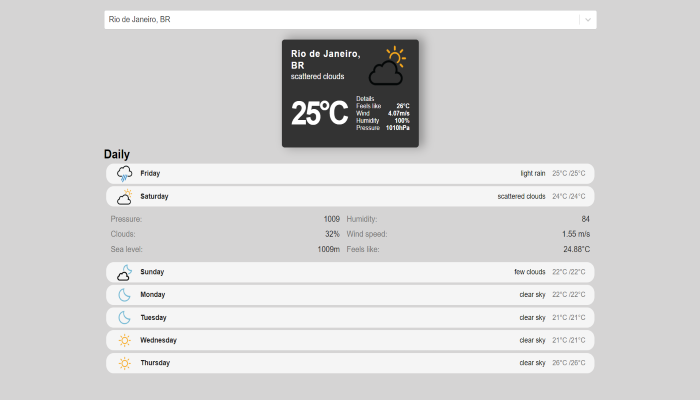 Rio de Janeiro, BR
Rio de Janeiro,
BR
scattered clouds
25°C
Details
Feels like 26°C
Wind 4.07m/s
Humidity 100%
Pressure 1010hPa
Daily
Friday light rain 25°C /25°C
Saturday scattered clouds 24°C /24°C
Pressure: 1009 Humidity: 84
Clouds: 32% Wind speed: 1.55 m/s
Sea level: 1009m Feels like: 24.88°C
Sunday few clouds 22°C /22°C
Monday clear sky 22°C /22°C
Tuesday clear sky 21°C /21°C
Wednesday clear sky 21°C /21°C
Thursday clear sky 26°C /26°C